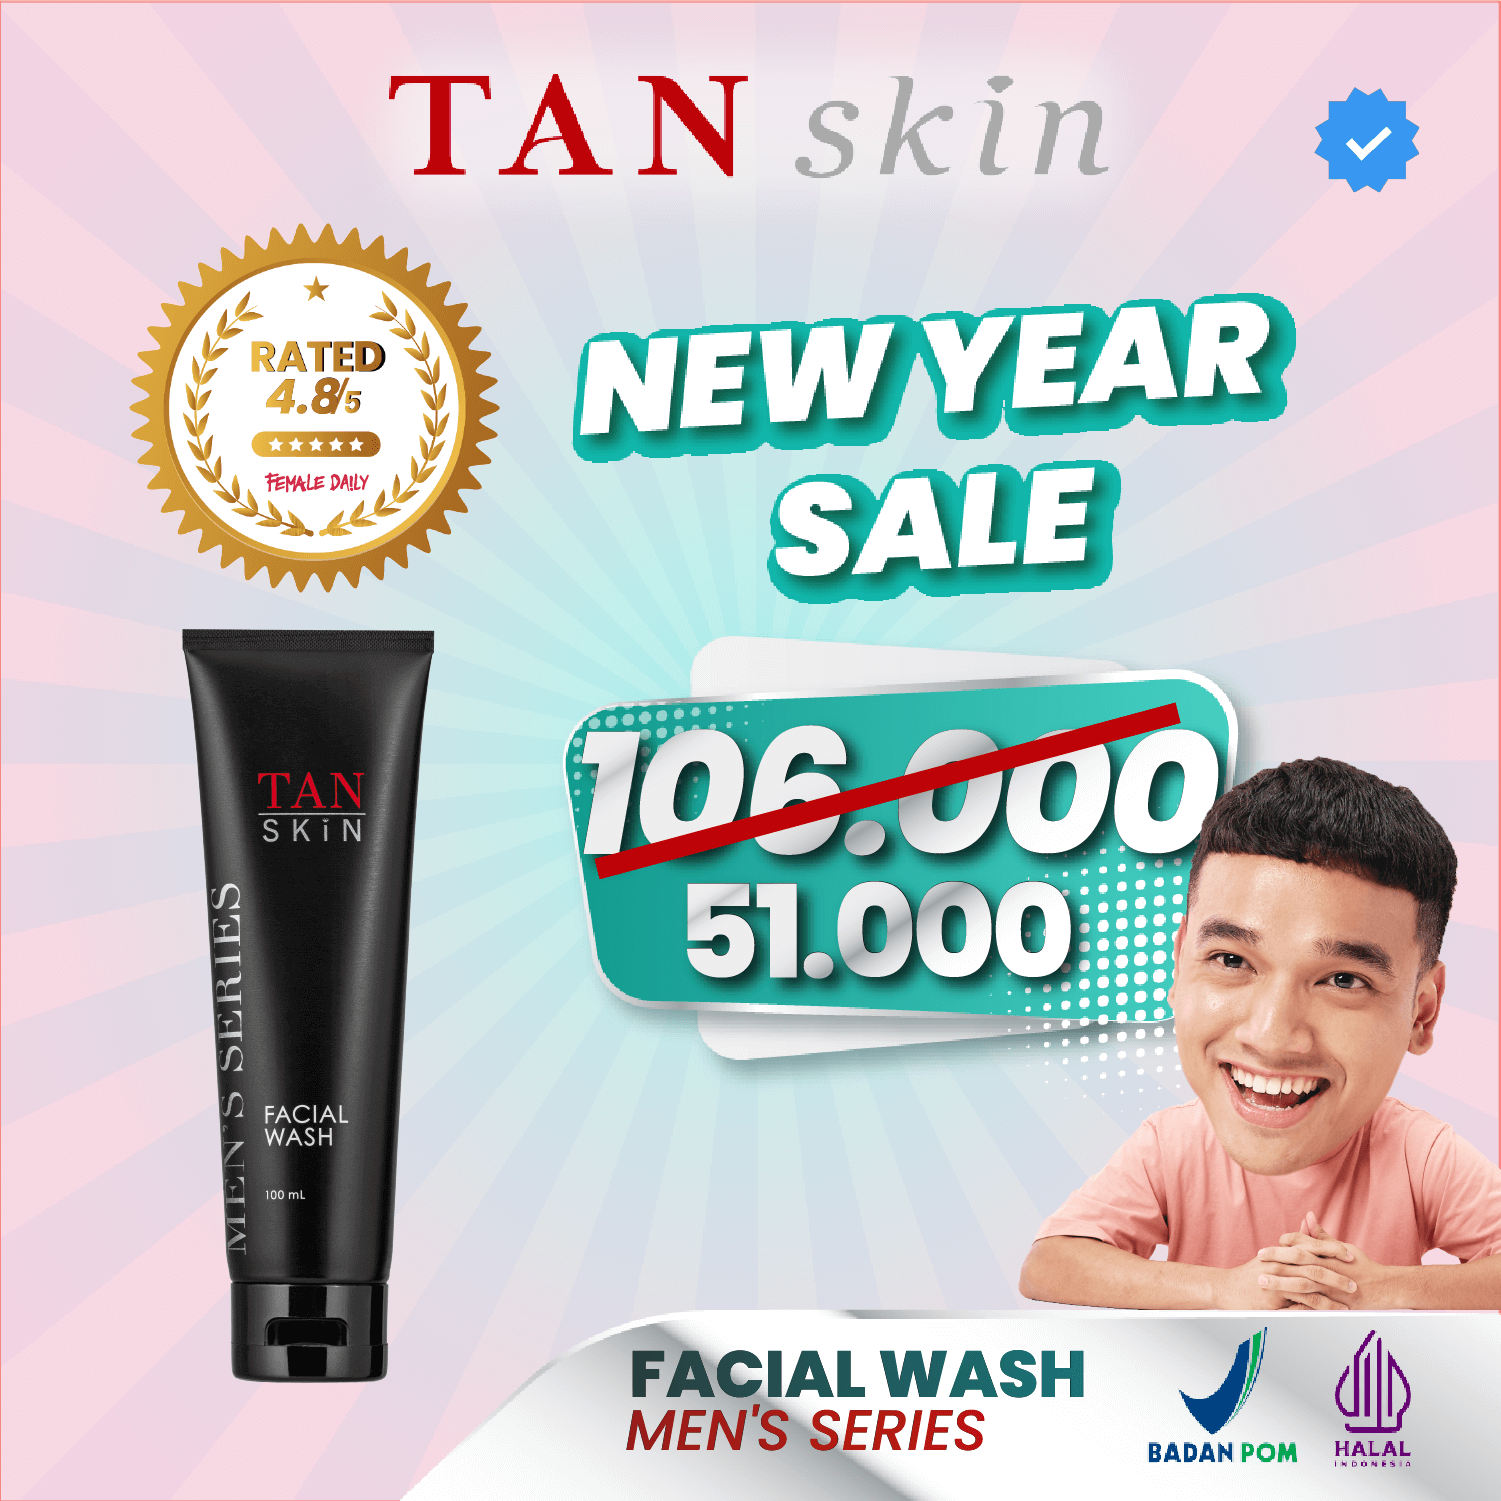 TAN skin
RATED
4.8/5
FEMALE DAILY
NEW YEAR
SALE
106.000
51.000
TAN
SKiN
MEN'S SERIES
FACIAL
WASH
100 mL
FACIAL WASH
MEN'S SERIES
BADAN POM
HALAL
INDONESIA